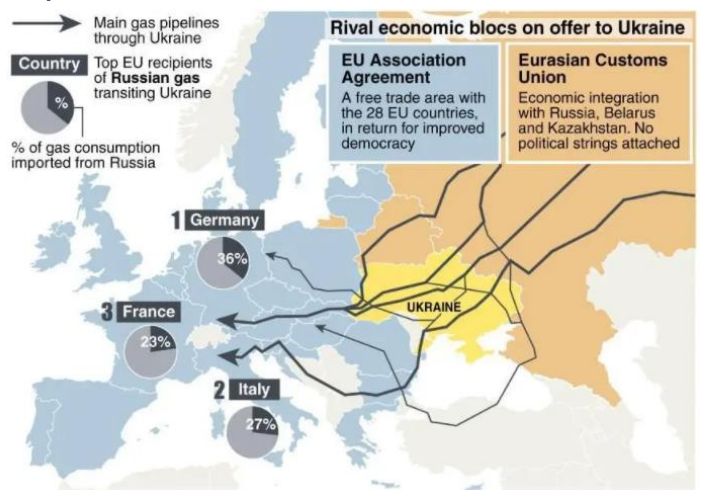 Main gas pipelines
through Ukraine
Country
Top EU recipients
of Russian gas
transiting Ukraine
%
% of gas consumption
imported from Russia
Rival economic blocs on offer to Ukraine
EU Association
Agreement
A free trade area with
the 28 EU countries,
in return for improved
democracy
Eurasian Customs
Union
Economic integration
with Russia, Belarus
and Kazakhstan. No
political strings attached
1 Germany
36%
UKRAINE
3 France
23%
2 Italy
27%